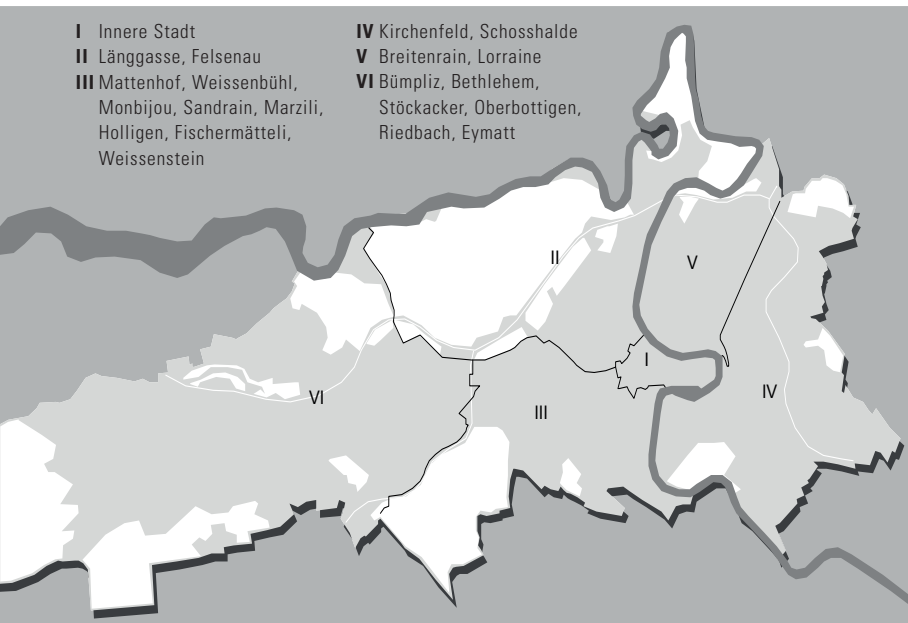 I Innere Stadt
II Länggasse, Felsenau
III Mattenhof, Weissenbühl,
Monbijou, Sandrain, Marzili,
Holligen, Fischermätteli,
Weissenstein
IV Kirchenfeld, Schosshalde
V Breitenrain, Lorraine
VI Bümpliz, Bethlehem,
Stöckacker, Oberbottigen,
Riedbach, Eymatt
II
V
I
VI
III
IV